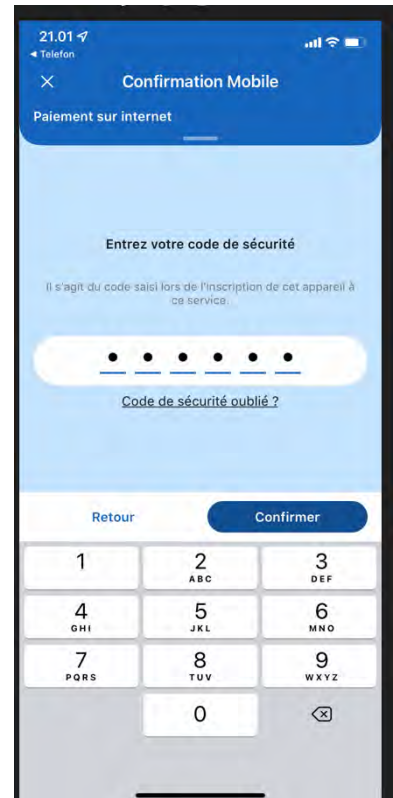 21.01
◄ Telefon
Confirmation Mobile
Paiement sur internet
Entrez votre code de sécurité
Il s'agit du code saisi lors de l'inscription de cet appareil à
ce service.
Code de sécurité oublié ?
Retour
Confirmer
1
2
ABC
3
DEF
4
GHI
5
JKL
6
MNO
7
PQRS
8
TUV
9
WXYZ
0